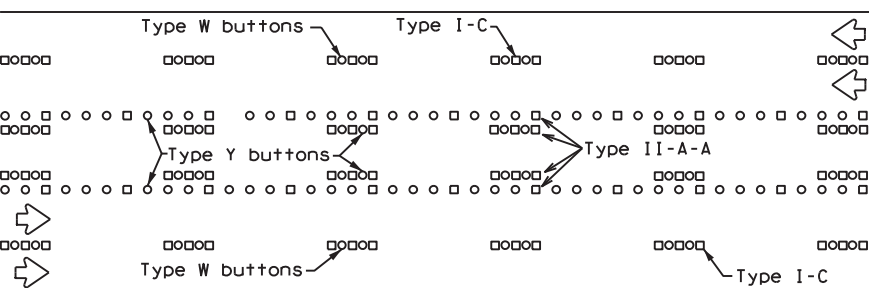 Type W buttons
Type I-C
Type Y buttons
Type II-A-A
Type W buttons
Type I-C